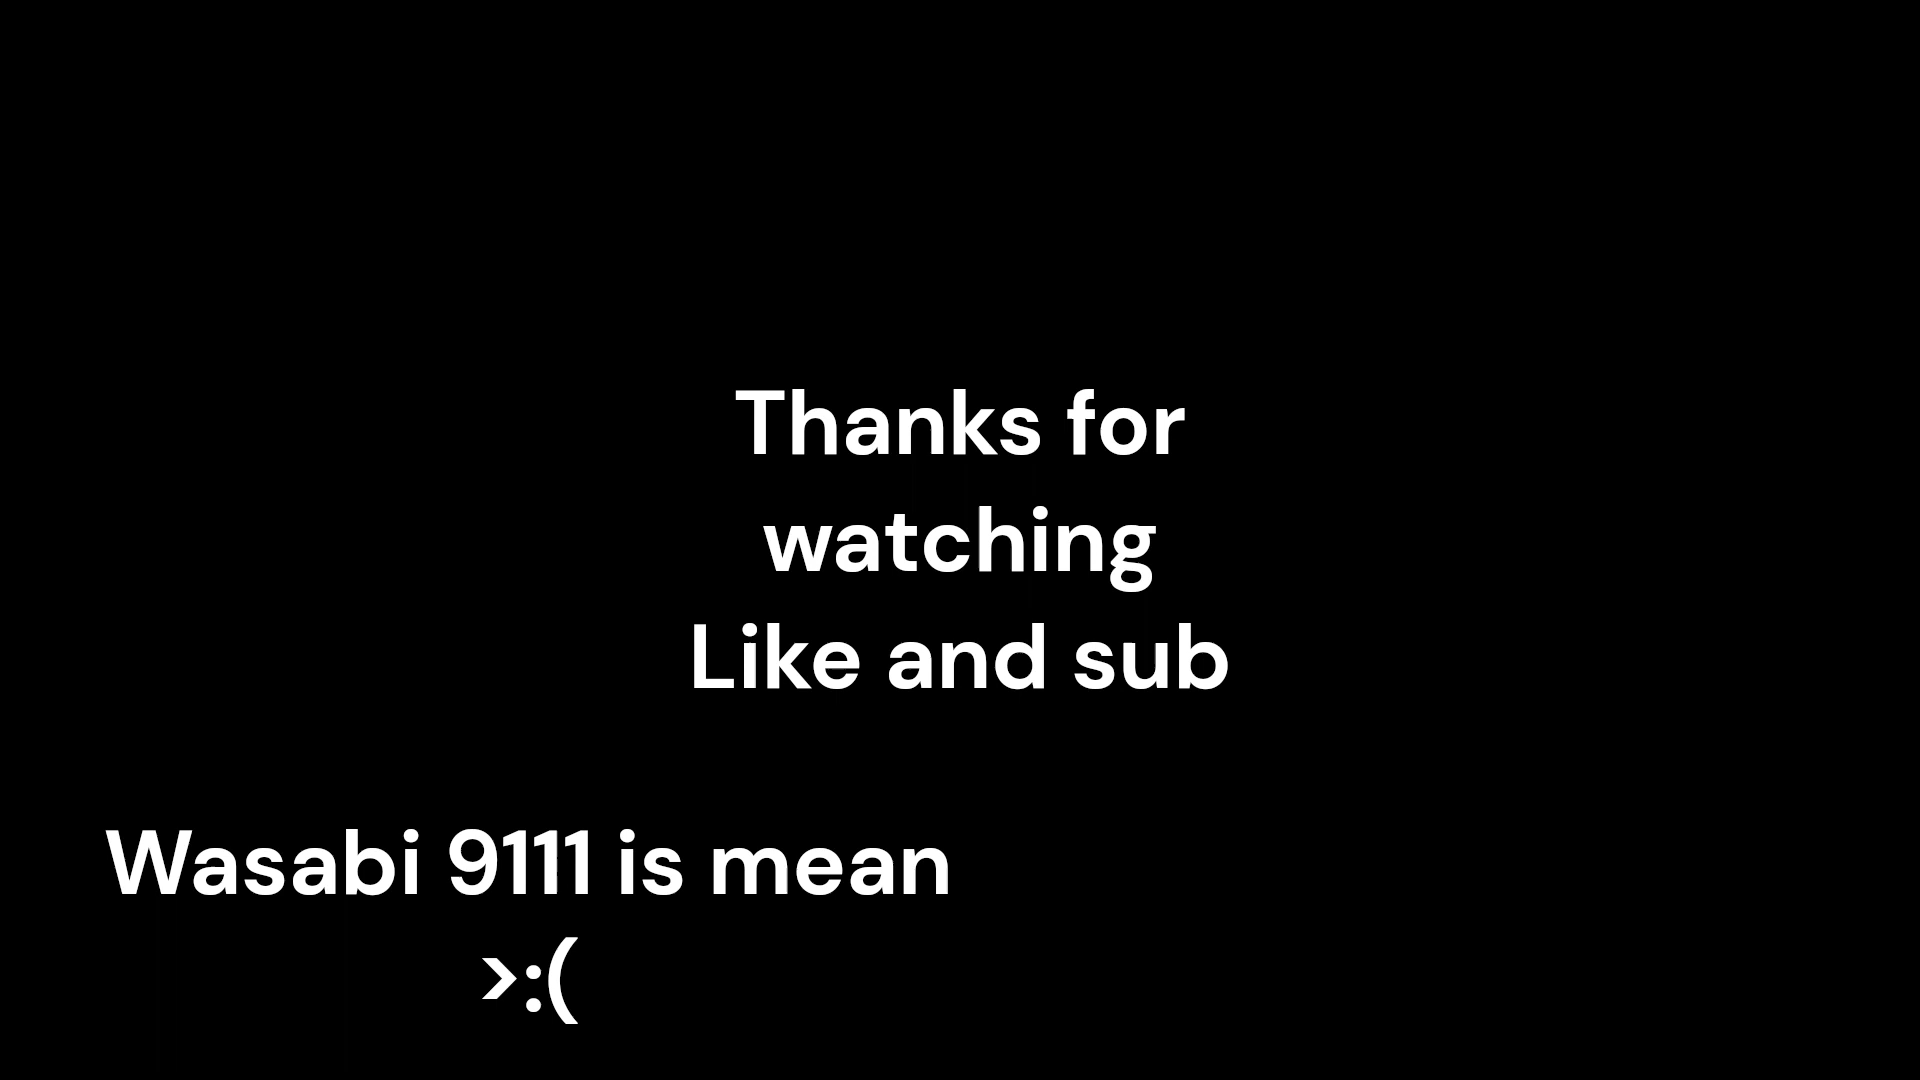 Thanks for
watching
Like and sub
Wasabi 9111 is mean
>:(